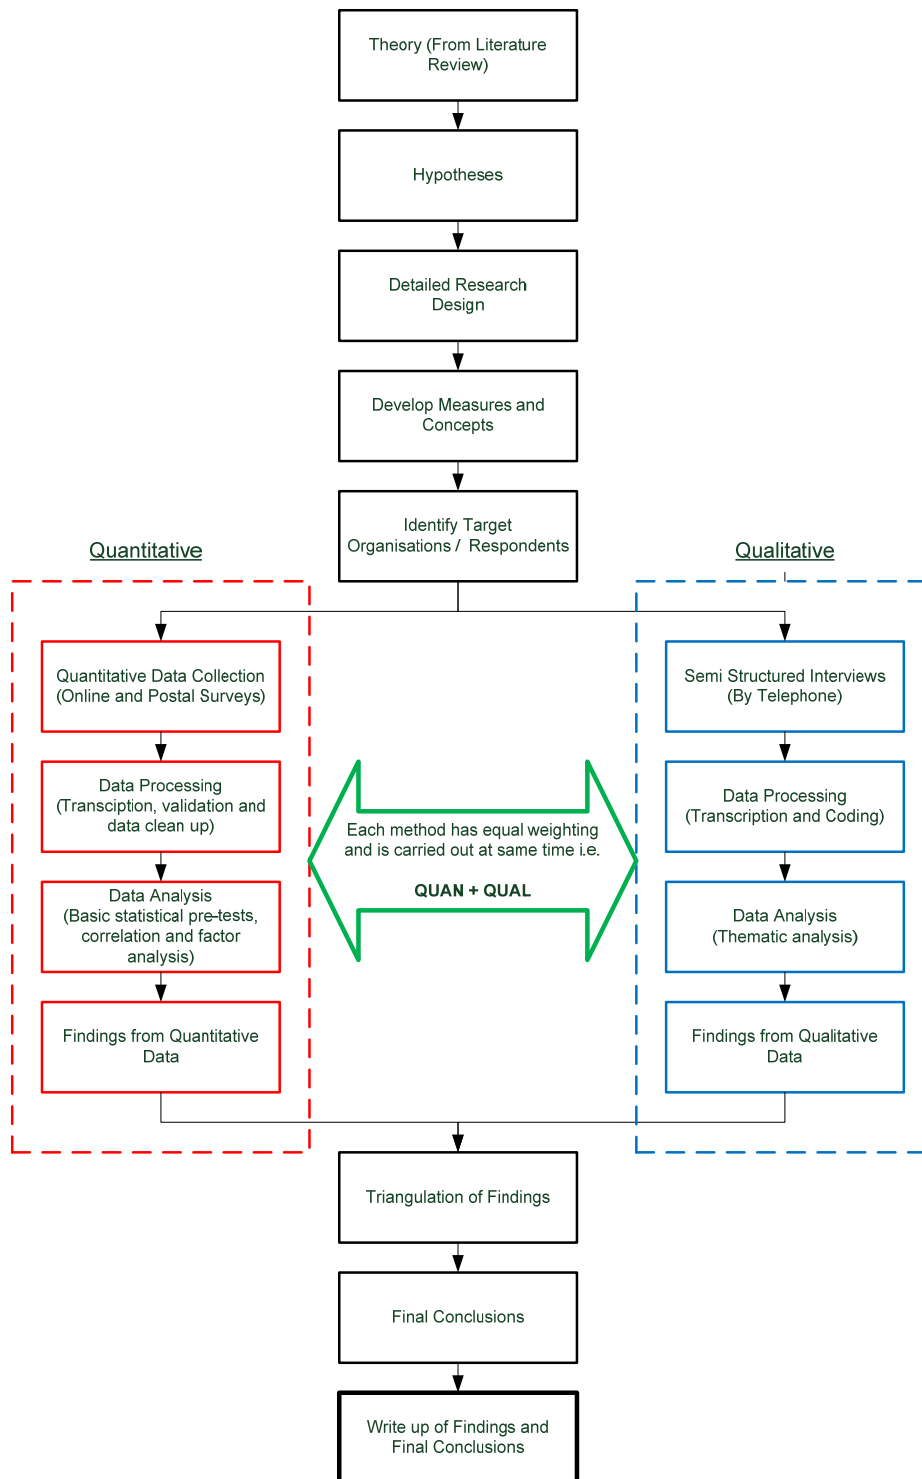 Theory (From Literature
Review)
Hypotheses
Detailed Research
Design
Develop Measures and
Concepts
Identify Target
Organisations / Respondents
Quantitative
Qualitative
Quantitative Data Collection
(Online and Postal Surveys)
Semi Structured Interviews
(By Telephone)
Data Processing
(Transciption, validation and
data clean up)
Each method has equal weighting
and is carried out at same time i.e.
QUAN + QUAL
Data Processing
(Transcription and Coding)
Data Analysis
(Basic statistical pre-tests,
correlation and factor
analysis)
Data Analysis
(Thematic analysis)
Findings from Quantitative
Data
Findings from Qualitative
Data
Triangulation of Findings
Final Conclusions
Write up of Findings and
Final Conclusions